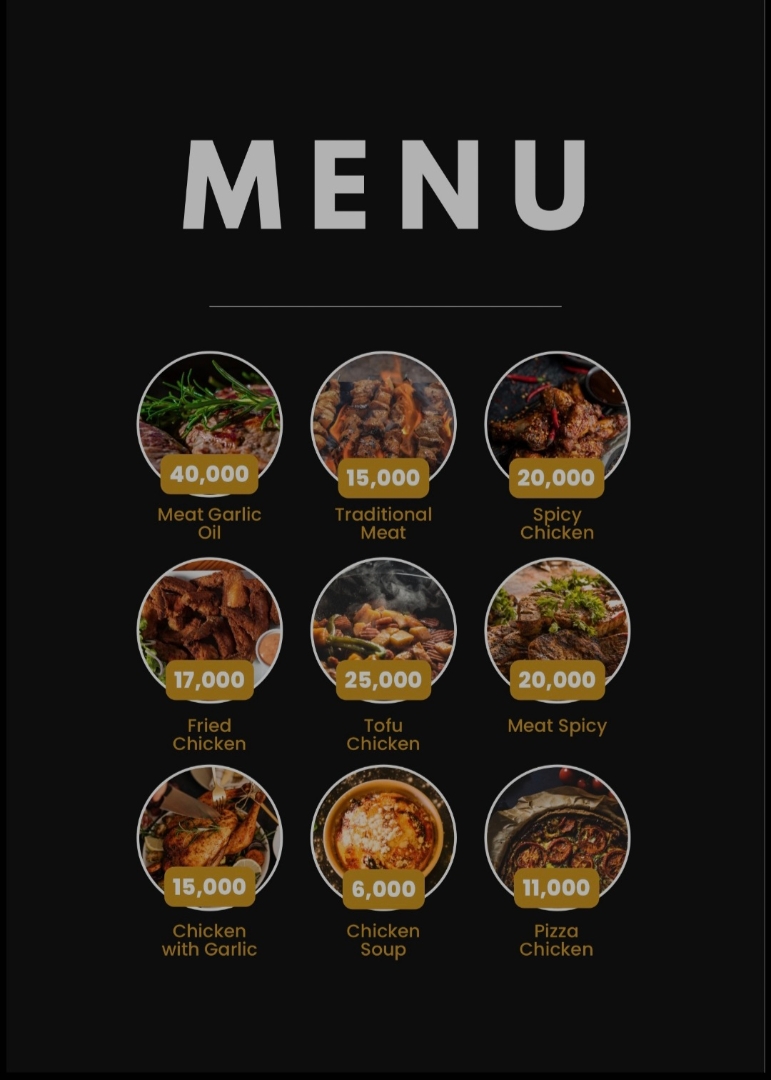 MENU
40,000
15,000
20,000
Meat Garlic
Oil
Traditional
Meat
Spicy
Chicken
17,000
25,000
20,000
Fried
Chicken
Tofu
Chicken
Meat Spicy
15,000
6,000
11,000
Chicken
with Garlic
Chicken
Soup
Pizza
Chicken